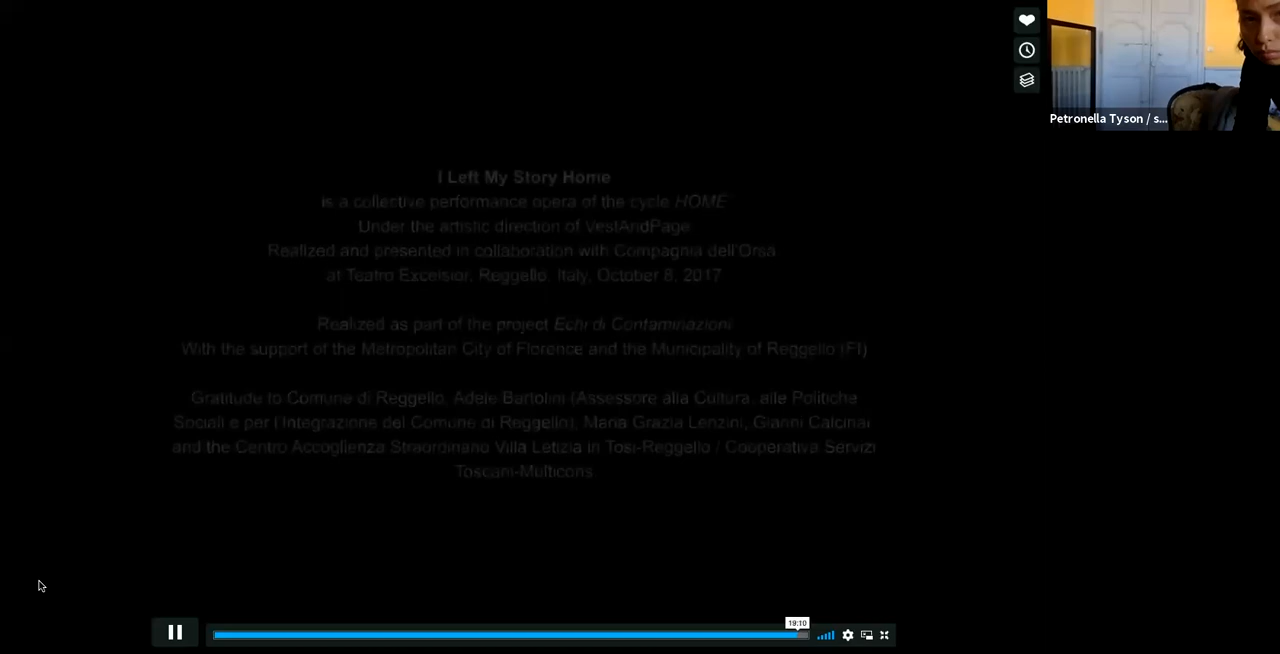 Petronella Tyson / s...
I Left My Story Home
is a collective performance opera of the cycle HOME
Under the artistic direction of VestAndPage
Realized and presented in collaboration with Compagnia dell'Orsa
at Teatro Excelsior, Reggello, Italy, October 8, 2017
Realized as part of the project Echi di Contaminazioni
With the support of the Metropolitan City of Florence and the Municipality of Reggello (FI)
Gratitude to Comune di Reggello, Adele Bartolini (Assessore alla Cultura, alle Politiche
Sociali e per l'Integrazione del Comune di Reggello), Maria Grazia Lenzini, Gianni Calcinai
and the Centro Accoglienza Straordinario Villa Letizia in Tosi-Reggello / Cooperativa Servizi
Toscani-Multicons
19:10